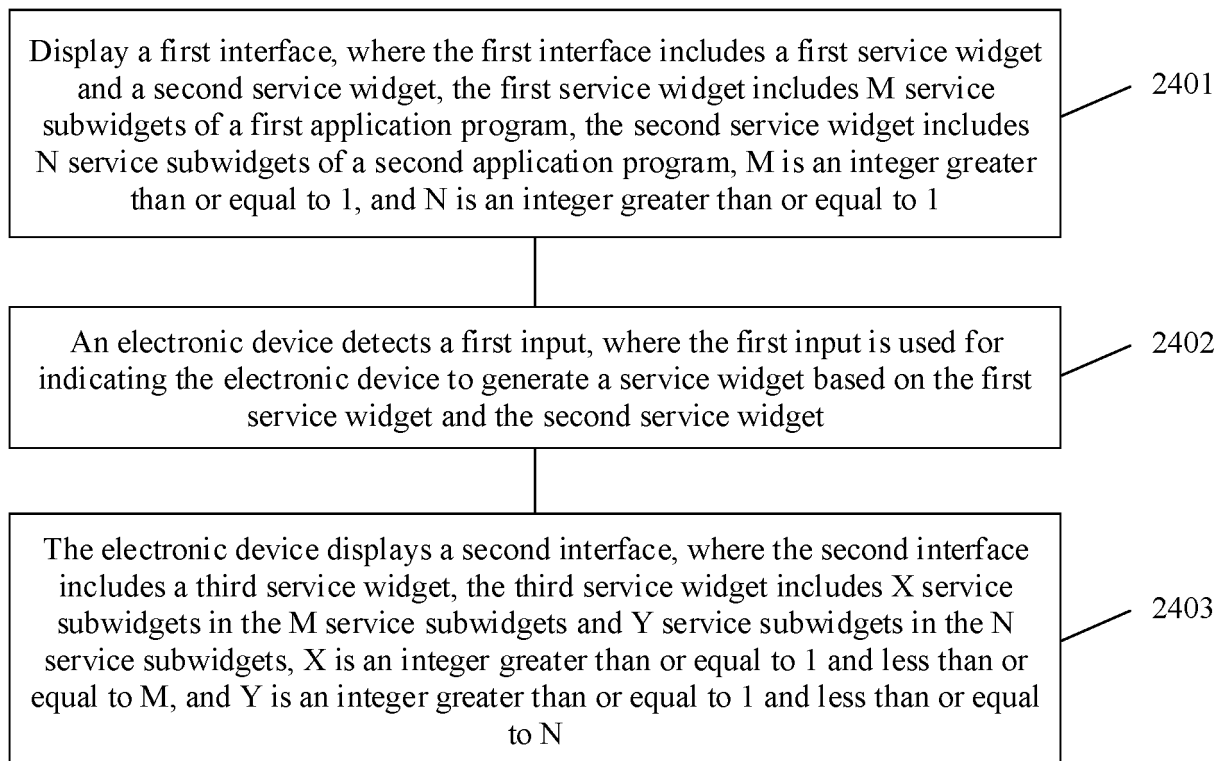 Display a first interface, where the first interface includes a first service widget
and a second service widget, the first service widget includes M service
subwidgets of a first application program, the second service widget includes
N service subwidgets of a second application program, M is an integer greater
than or equal to 1, and N is an integer greater than or equal to 1
2401
An electronic device detects a first input, where the first input is used for
indicating the electronic device to generate a service widget based on the first
service widget and the second service widget
2402
The electronic device displays a second interface, where the second interface
includes a third service widget, the third service widget includes X service
subwidgets in the M service subwidgets and Y service subwidgets in the N
service subwidgets, X is an integer greater than or equal to 1 and less than or
equal to M, and Y is an integer greater than or equal to 1 and less than or equal
to N
2403